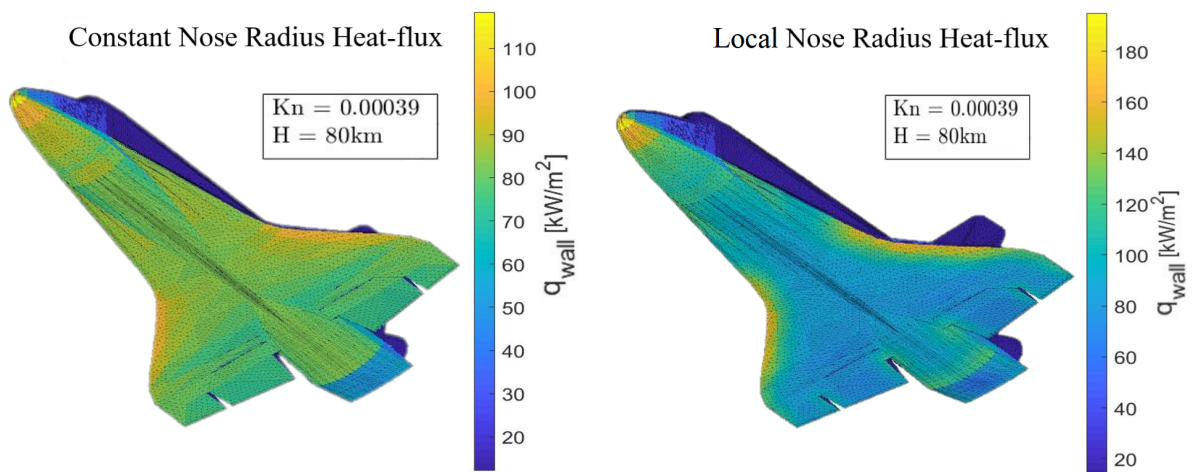 Constant Nose Radius Heat-flux
Kn = 0.00039
H = 80km
110
100
90
80
70
60
50
40
30
20
q_wall [kW/m²]
Local Nose Radius Heat-flux
Kn = 0.00039
H = 80km
180
160
140
120
100
80
60
40
20
q_wall [kW/m²]